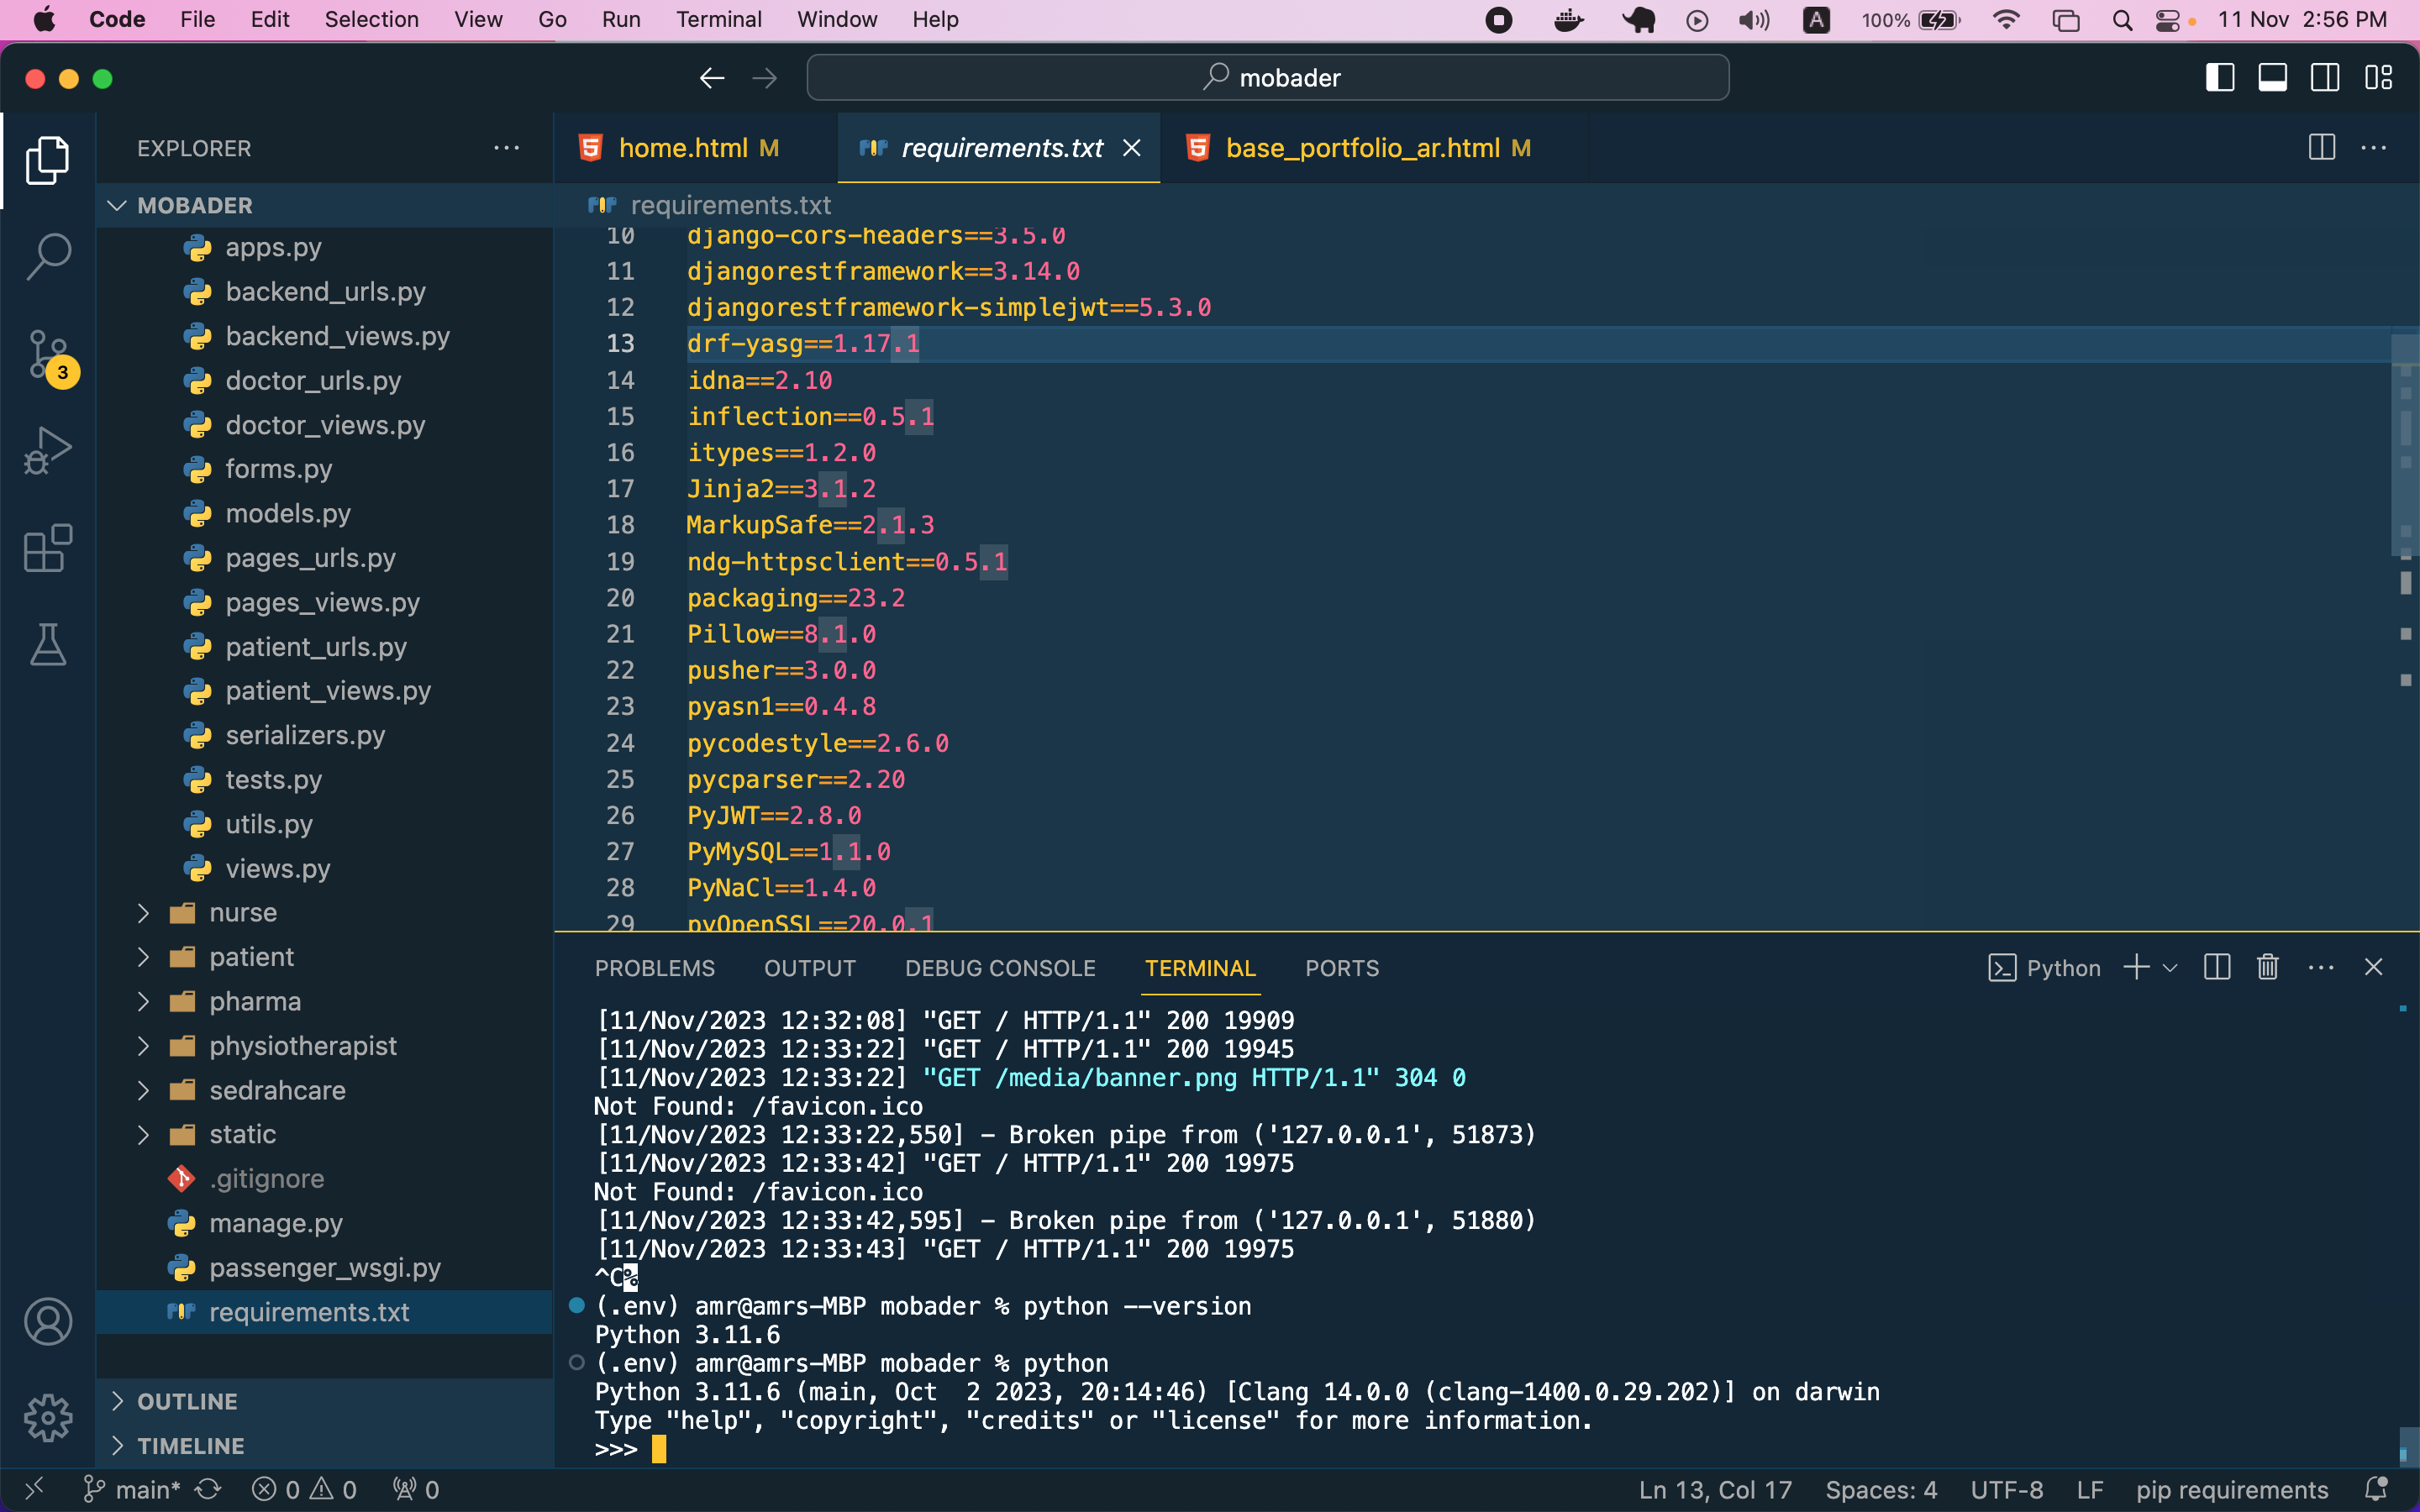 Code File Edit Selection View Go Run Terminal Window Help A 100% 11 Nov 2:56 PM
mobader
EXPLORER
home.html M
requirements.txt
base_portfolio_ar.html M
MOBADER
requirements.txt
apps.py
backend_urls.py
backend_views.py
3
doctor_urls.py
doctor_views.py
forms.py
models.py
pages_urls.py
pages_views.py
patient_urls.py
patient_views.py
serializers.py
tests.py
utils.py
views.py
nurse
patient
pharma
physiotherapist
sedrahcare
static
.gitignore
manage.py
passenger_wsgi.py
requirements.txt
OUTLINE
TIMELINE
10 django-cors-headers==3.5.0
11 djangorestframework==3.14.0
12 djangorestframework-simplejwt==5.3.0
13 drf-yasg==1.17.1
14 idna==2.10
15 inflection==0.5.1
16 itypes==1.2.0
17 Jinja2==3.1.2
18 MarkupSafe==2.1.3
19 ndg-httpsclient==0.5.1
20 packaging==23.2
21 Pillow==8.1.0
22 pusher==3.0.0
23 pyasn1==0.4.8
24 pycodestyle==2.6.0
25 pycparser==2.20
26 PyJWT==2.8.0
27 PyMySQL==1.1.0
28 PyNaCl==1.4.0
29 pyOpenSSL==20.0.1
PROBLEMS OUTPUT DEBUG CONSOLE TERMINAL PORTS Python
[11/Nov/2023 12:32:08] "GET / HTTP/1.1" 200 19909
[11/Nov/2023 12:33:22] "GET / HTTP/1.1" 200 19945
[11/Nov/2023 12:33:22] "GET /media/banner.png HTTP/1.1" 304 0
Not Found: /favicon.ico
[11/Nov/2023 12:33:22,550] - Broken pipe from ('127.0.0.1', 51873)
[11/Nov/2023 12:33:42] "GET / HTTP/1.1" 200 19975
Not Found: /favicon.ico
[11/Nov/2023 12:33:42,595] - Broken pipe from ('127.0.0.1', 51880)
[11/Nov/2023 12:33:43] "GET / HTTP/1.1" 200 19975
^C%
(.env) amr@amrs-MBP mobader % python --version
Python 3.11.6
(.env) amr@amrs-MBP mobader % python
Python 3.11.6 (main, Oct  2 2023, 20:14:46) [Clang 14.0.0 (clang-1400.0.29.202)] on darwin
Type "help", "copyright", "credits" or "license" for more information.
>>>
main* 0 0 0 Ln 13, Col 17 Spaces: 4 UTF-8 LF pip requirements